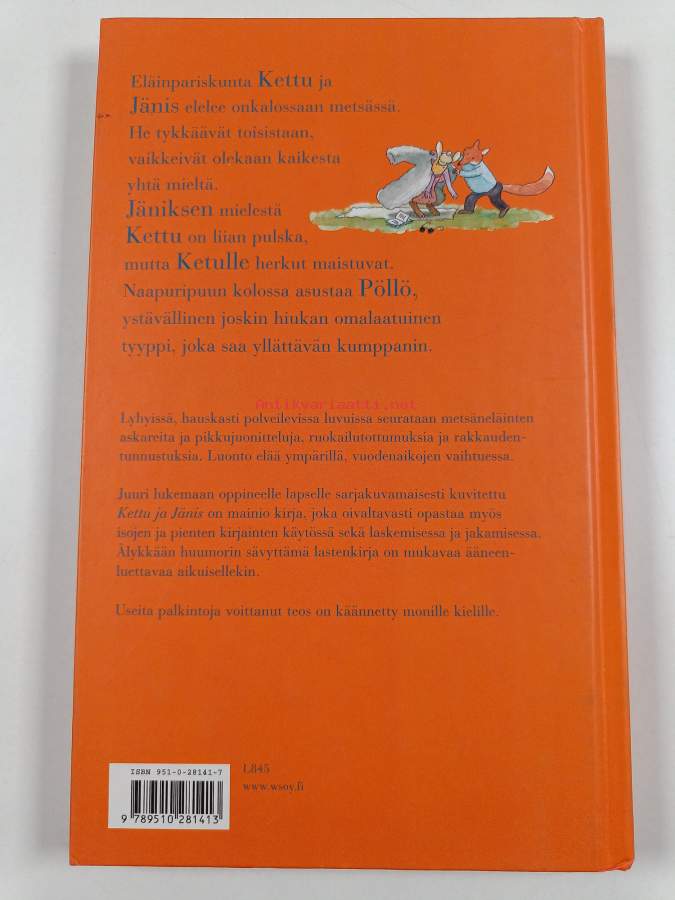 Eläinpariskunta Kettu ja
Jänis elelee onkalossaan metsässä.
He tykkäävät toisistaan,
vaikkeivät olekaan kaikesta
yhtä mieltä.
Jäniksen mielestä
Kettu on liian pulska,
mutta Ketulle herkut maistuvat.
Naapuripuun kolossa asustaa Pöllö,
ystävällinen joskin hiukan omalaatuinen
tyyppi, joka saa yllättävän kumppanin.
Antikvariaatti.net
Lyhyissä, hauskasti polveilevissa luvuissa seurataan metsäneläinten
askareita ja pikkujuonitteluja, ruokailutottumuksia ja rakkauden-
tunnustuksia. Luonto elää ympärillä, vuodenaikojen vaihtuessa.
Juuri lukemaan oppineelle lapselle sarjakuvamaisesti kuvitettu
Kettu ja Jänis on mainio kirja, joka oivaltavasti opastaa myös
isojen ja pienten kirjainten käytössä sekä laskemisessa ja jakamisessa.
Älykkään huumorin sävyttämä lastenkirja on mukavaa ääneen-
luettavaa aikuisellekin.
Useita palkintoja voittanut teos on käännetty monille kielille.
ISBN 951-0-28141-7
L845
www.wsoy.fi
9 789510 281413